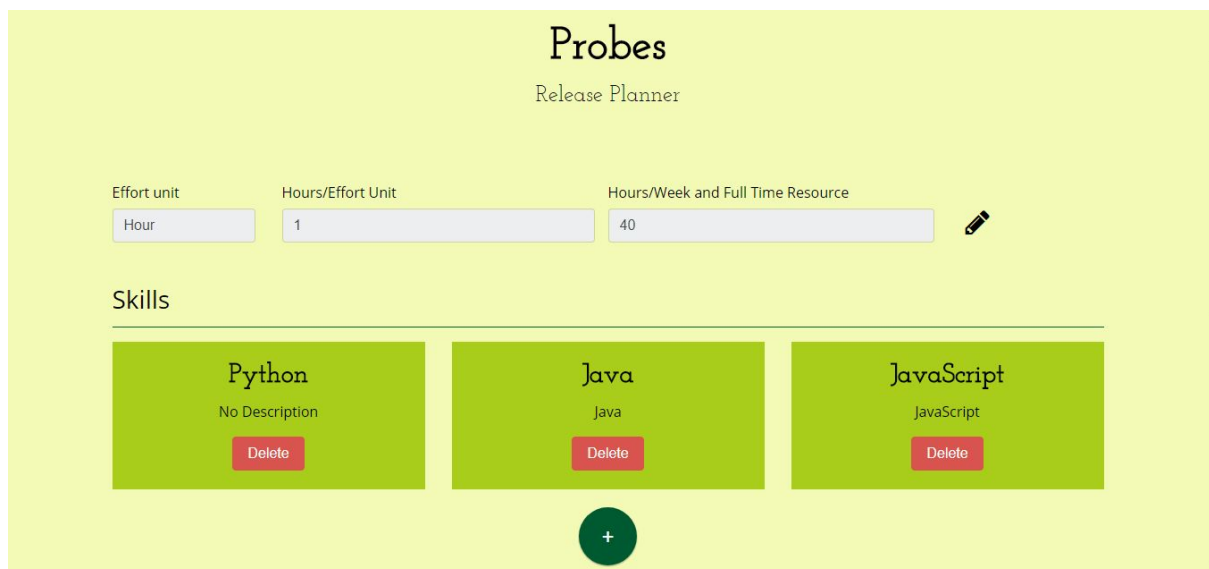 Probes
Release Planner
Effort unit Hours/Effort Unit Hours/Week and Full Time Resource
Hour 1 40
Skills
Python Java JavaScript
No Description Java JavaScript
Delete Delete Delete
+